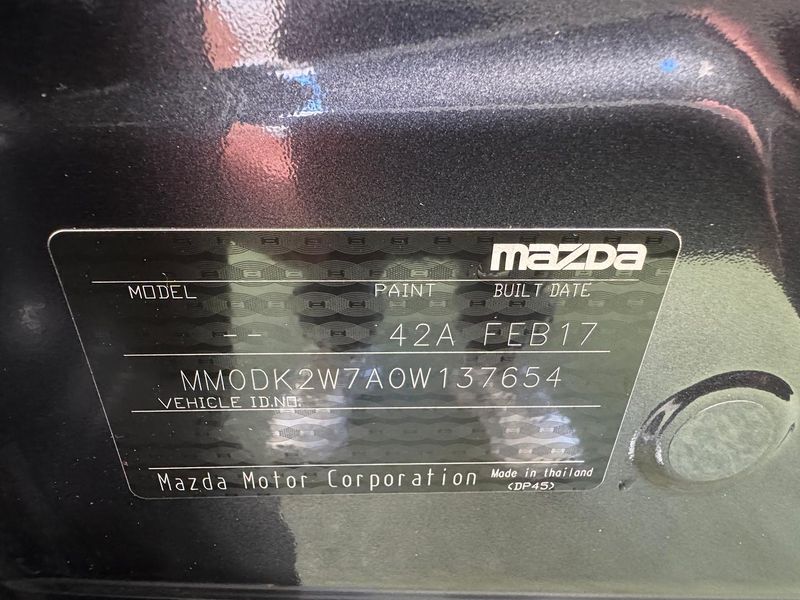 mazda
MODEL PAINT BUILT DATE
-- 42A FEB17
MM0DK2W7A0W137654
VEHICLE ID.NO.
Mazda Motor Corporation Made in thailand
(DP45)